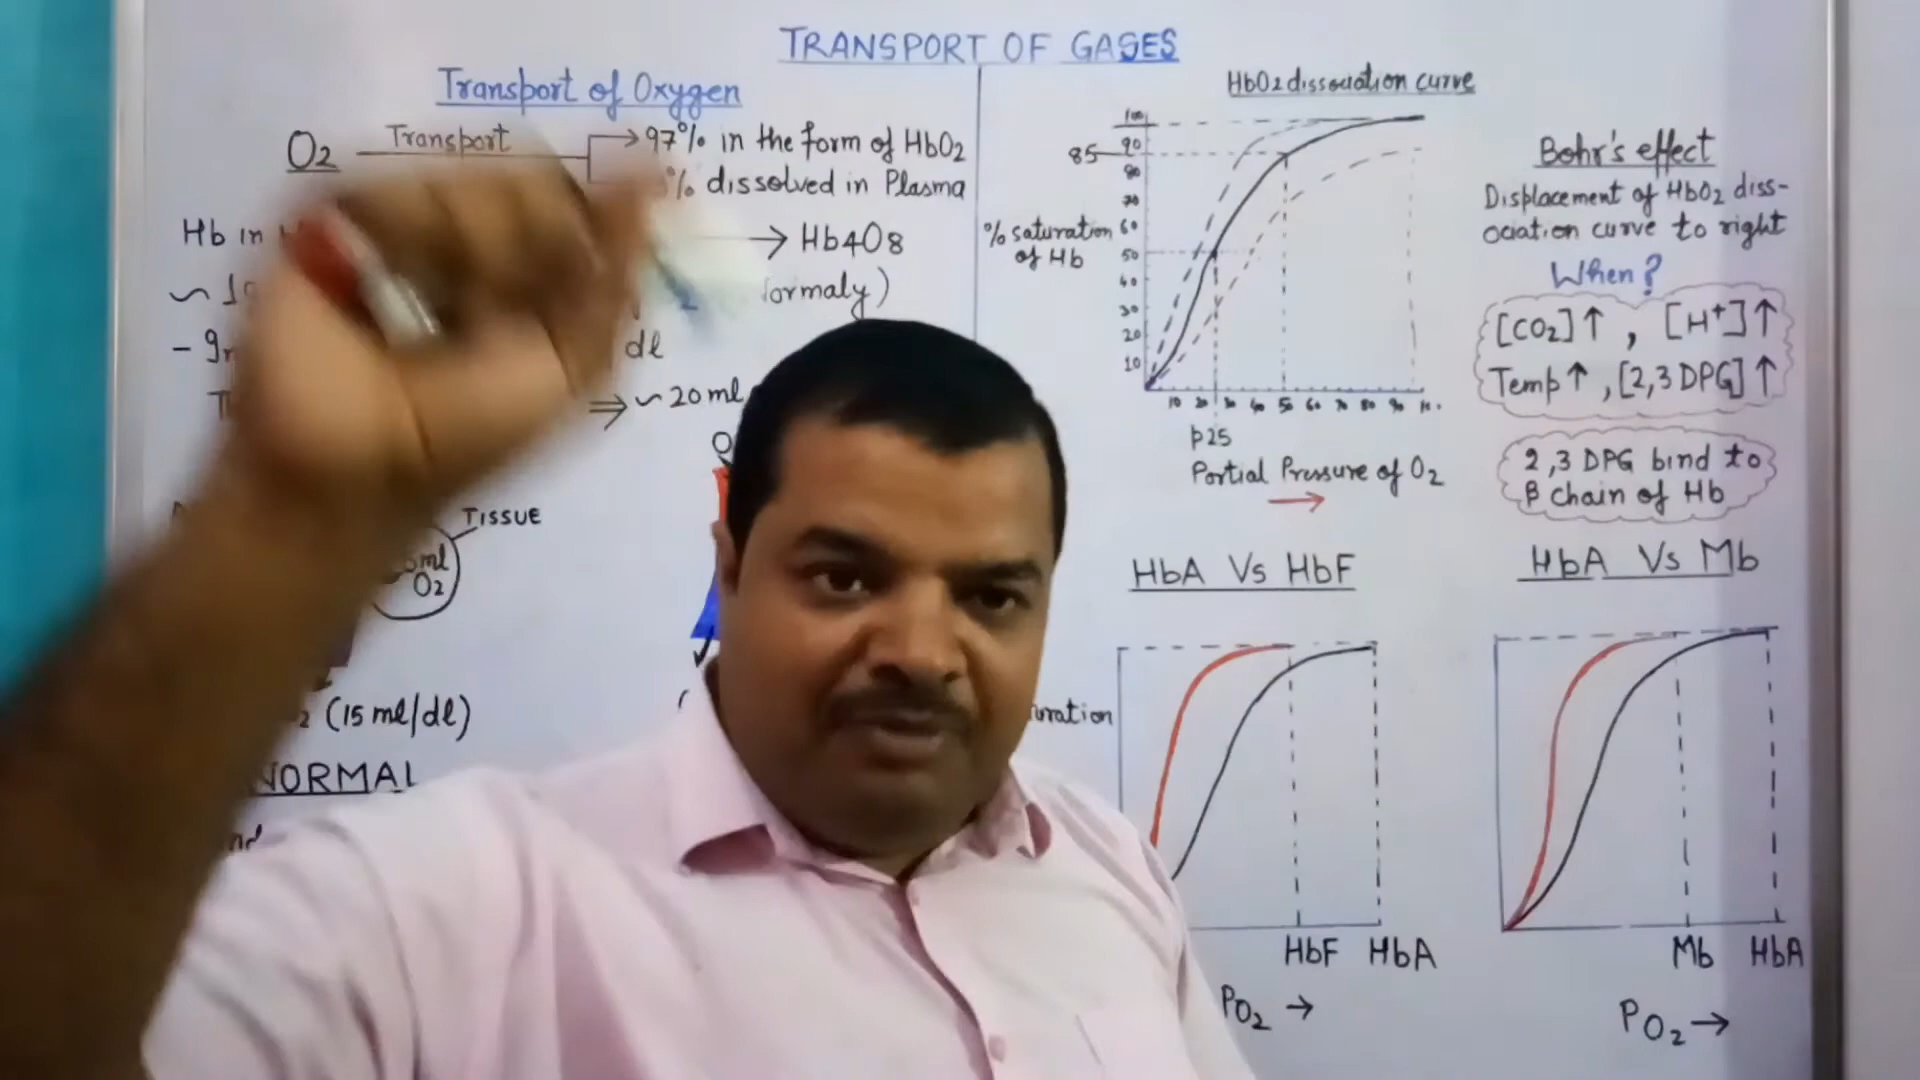 TRANSPORT OF GASES
Transport of Oxygen
O2 Transport 97% in the form of HbO2
% dissolved in Plasma
Hb in Hb4O8
dl
⇒ ~ 20 ml
TISSUE
ml
O2
(15 ml/dl)
NORMAL
HbO2 dissociation curve
100
90
85
80
70
60
50
40
30
20
10
% saturation
of Hb
10 20 30 40 50 60 70 80 90
p25
Partial Pressure of O2
→
Bohr's effect
Displacement of HbO2 diss-
ociation curve to right
When?
[CO2]↑ , [H+]↑
Temp↑ , [2,3 DPG]↑
2,3 DPG bind to
β chain of Hb
HbA Vs HbF
HbF HbA
PO2 →
HbA Vs Mb
Mb HbA
PO2 →